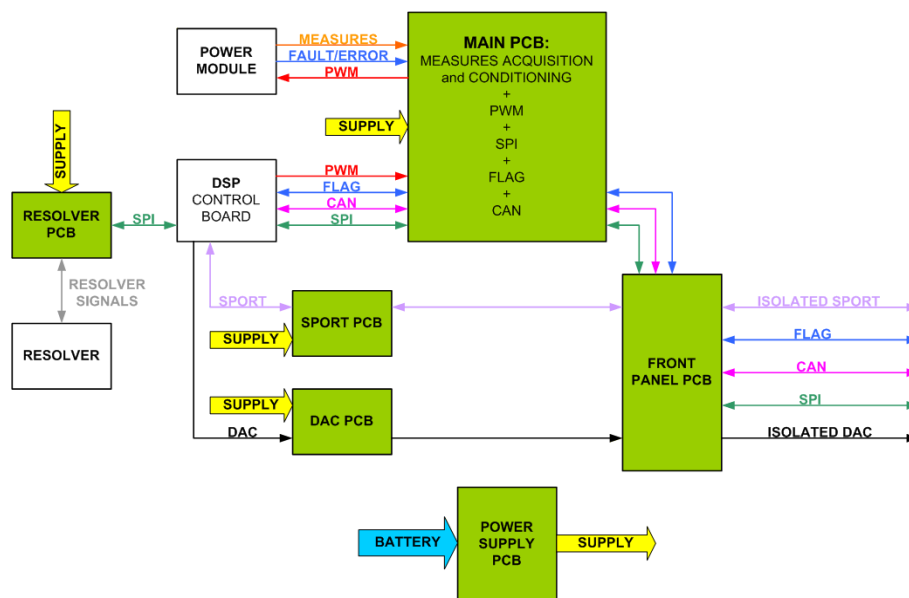 POWER
MODULE
MEASURES
FAULT/ERROR
PWM
MAIN PCB:
MEASURES ACQUISITION
and CONDITIONING
+
PWM
+
SPI
+
FLAG
+
CAN
SUPPLY
SUPPLY
RESOLVER
PCB
SPI
DSP
CONTROL
BOARD
PWM
FLAG
CAN
SPI
RESOLVER
SIGNALS
RESOLVER
SPORT
SPORT PCB
SUPPLY
SUPPLY
DAC PCB
DAC
FRONT
PANEL PCB
ISOLATED SPORT
FLAG
CAN
SPI
ISOLATED DAC
BATTERY
POWER
SUPPLY
PCB
SUPPLY